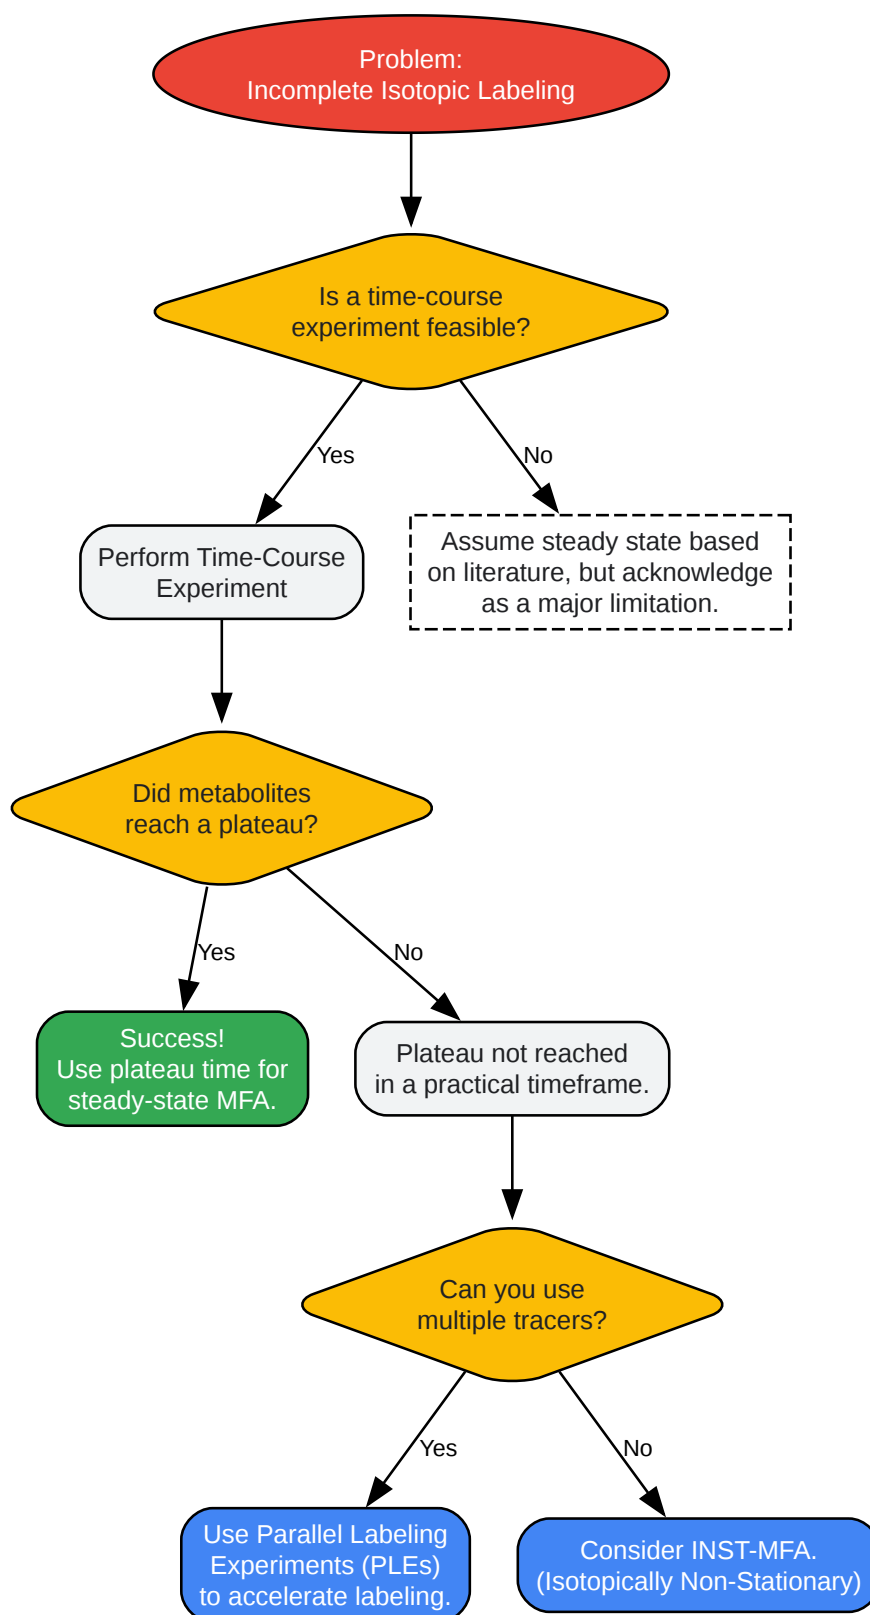 Problem:
Incomplete Isotopic Labeling
Is a time-course
experiment feasible?
Yes
No
Perform Time-Course
Experiment
Assume steady state based
on literature, but acknowledge
as a major limitation.
Did metabolites
reach a plateau?
Yes
No
Success!
Use plateau time for
steady-state MFA.
Plateau not reached
in a practical timeframe.
Can you use
multiple tracers?
Yes
No
Use Parallel Labeling
Experiments (PLEs)
to accelerate labeling.
Consider INST-MFA.
(Isotopically Non-Stationary)